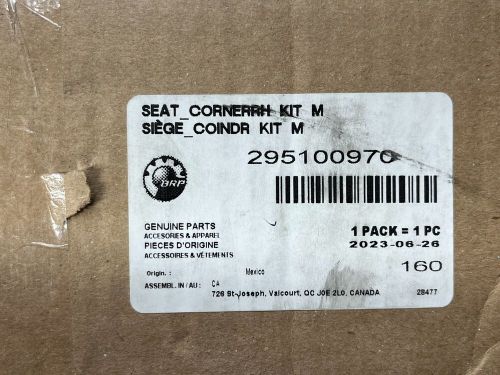 SEAT_CORNERRH KIT M
SIÈGE_COINDR KIT M
295100970
BRP
GENUINE PARTS
ACCESORIES & APPAREL
PIECES D'ORIGINE
ACCESSOIRES & VÊTEMENTS
1 PACK = 1 PC
2023-06-26
160
Origin. : Mexico
ASSEMBL.IN / AU : CA
726 St-Joseph, Valcourt, QC J0E 2L0, CANADA 28477